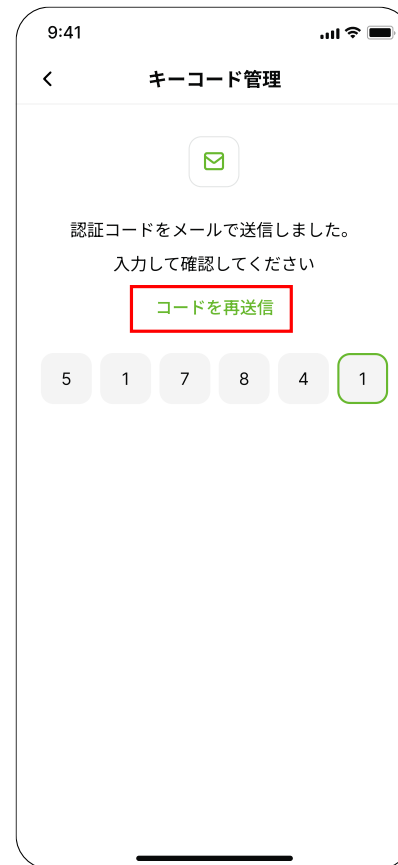 9:41
キーコード管理
認証コードをメールで送信しました。
入力して確認してください
コードを再送信
5 1 7 8 4 1